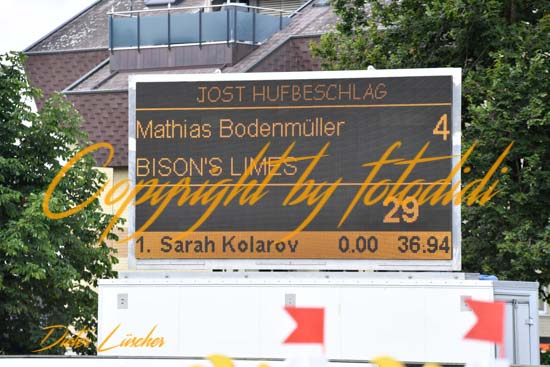 JOST HUFBESCHLAG
Mathias Bodenmüller 4
BISON'S LIMES
Copyright by fotodidi
29
1. Sarah Kolarov 0.00 36.94
Dieter Lüscher